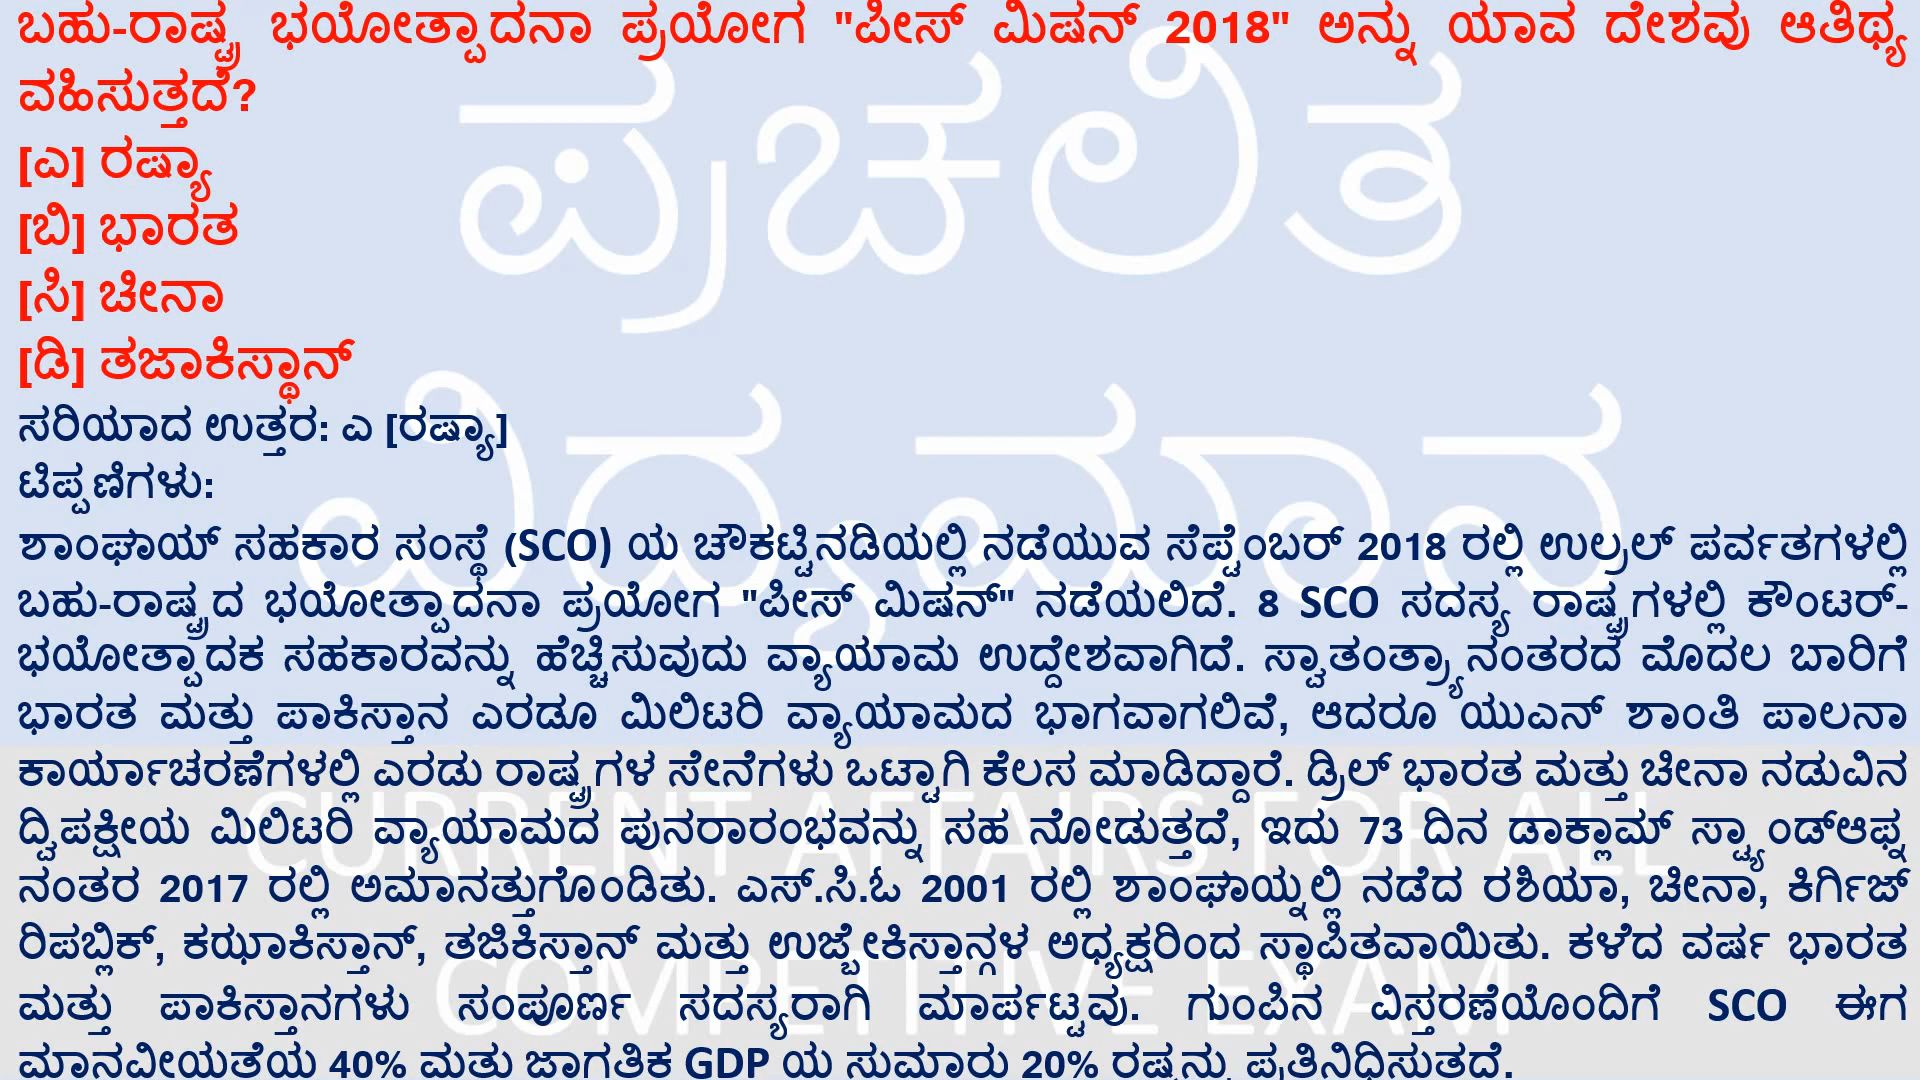 ಬಹು-ರಾಷ್ಟ್ರ ಭಯೋತ್ಪಾದನಾ ಪ್ರಯೋಗ "ಪೀಸ್ ಮಿಷನ್ 2018" ಅನ್ನು ಯಾವ ದೇಶವು ಆತಿಥ್ಯ
ವಹಿಸುತ್ತದೆ?
[ಎ] ರಷ್ಯಾ
[ಬಿ] ಭಾರತ
[ಸಿ] ಚೀನಾ
[ಡಿ] ತಜಾಕಿಸ್ಥಾನ್
ಸರಿಯಾದ ಉತ್ತರ: ಎ [ರಷ್ಯಾ]
ಟಿಪ್ಪಣಿಗಳು:
ಶಾಂಘಾಯ್ ಸಹಕಾರ ಸಂಸ್ಥೆ (SCO) ಯ ಚೌಕಟ್ಟಿನಡಿಯಲ್ಲಿ ನಡೆಯುವ ಸೆಪ್ಟೆಂಬರ್ 2018 ರಲ್ಲಿ ಉಲ್ರಲ್ ಪರ್ವತಗಳಲ್ಲಿ
ಬಹು-ರಾಷ್ಟ್ರದ ಭಯೋತ್ಪಾದನಾ ಪ್ರಯೋಗ "ಪೀಸ್ ಮಿಷನ್" ನಡೆಯಲಿದೆ. 8 SCO ಸದಸ್ಯ ರಾಷ್ಟ್ರಗಳಲ್ಲಿ ಕೌಂಟರ್-
ಭಯೋತ್ಪಾದಕ ಸಹಕಾರವನ್ನು ಹೆಚ್ಚಿಸುವುದು ವ್ಯಾಯಾಮ ಉದ್ದೇಶವಾಗಿದೆ. ಸ್ವಾತಂತ್ರ್ಯಾನಂತರದ ಮೊದಲ ಬಾರಿಗೆ
ಭಾರತ ಮತ್ತು ಪಾಕಿಸ್ತಾನ ಎರಡೂ ಮಿಲಿಟರಿ ವ್ಯಾಯಾಮದ ಭಾಗವಾಗಲಿವೆ, ಆದರೂ ಯುಎನ್ ಶಾಂತಿ ಪಾಲನಾ
ಕಾರ್ಯಾಚರಣೆಗಳಲ್ಲಿ ಎರಡು ರಾಷ್ಟ್ರಗಳ ಸೇನೆಗಳು ಒಟ್ಟಾಗಿ ಕೆಲಸ ಮಾಡಿದ್ದಾರೆ. ಡ್ರಿಲ್ ಭಾರತ ಮತ್ತು ಚೀನಾ ನಡುವಿನ
ದ್ವಿಪಕ್ಷೀಯ ಮಿಲಿಟರಿ ವ್ಯಾಯಾಮದ ಪುನರಾರಂಭವನ್ನು ಸಹ ನೋಡುತ್ತದೆ, ಇದು 73 ದಿನ ಡಾಕ್ಲಾಮ್ ಸ್ಟ್ಯಾಂಡ್ಆಫ್ನ
ನಂತರ 2017 ರಲ್ಲಿ ಅಮಾನತ್ತುಗೊಂಡಿತು. ಎಸ್.ಸಿ.ಓ 2001 ರಲ್ಲಿ ಶಾಂಘಾಯ್ನಲ್ಲಿ ನಡೆದ ರಶಿಯಾ, ಚೀನಾ, ಕಿರ್ಗಿಜ್
ರಿಪಬ್ಲಿಕ್, ಕಝಾಕಿಸ್ತಾನ್, ತಜಿಕಿಸ್ತಾನ್ ಮತ್ತು ಉಜ್ಬೇಕಿಸ್ತಾನ್ಗಳ ಅಧ್ಯಕ್ಷರಿಂದ ಸ್ಥಾಪಿತವಾಯಿತು. ಕಳೆದ ವರ್ಷ ಭಾರತ
ಮತ್ತು ಪಾಕಿಸ್ತಾನಗಳು ಸಂಪೂರ್ಣ ಸದಸ್ಯರಾಗಿ ಮಾರ್ಪಟ್ಟವು. ಗುಂಪಿನ ವಿಸ್ತರಣೆಯೊಂದಿಗೆ SCO ಈಗ
ಮಾನವೀಯತೆಯ 40% ಮತ್ತು ಜಾಗತಿಕ GDP ಯ ಸುಮಾರು 20% ರಷ್ಟನ್ನು ಪ್ರತಿನಿಧಿಸುತ್ತದೆ.
ಪ್ರಚಲಿತ
ವಿದ್ಯಮಾನ
CURRENT AFFAIRS FOR ALL
COMPETITIVE EXAM